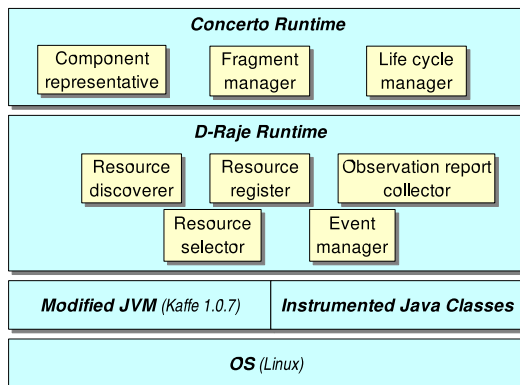 Concerto Runtime
Component
representative
Fragment
manager
Life cycle
manager
D-Raje Runtime
Resource
discoverer
Resource
register
Observation report
collector
Resource
selector
Event
manager
Modified JVM (Kaffe 1.0.7)
Instrumented Java Classes
OS (Linux)